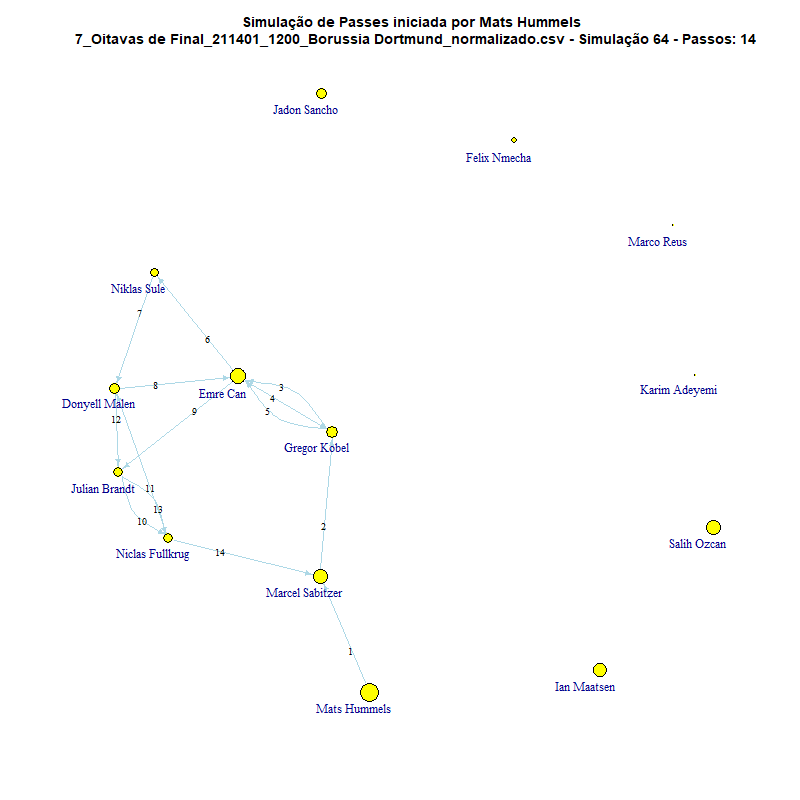 Simulação de Passes iniciada por Mats Hummels
7_Oitavas de Final_211401_1200_Borussia Dortmund_normalizado.csv - Simulação 64 - Passos: 14
Jadon Sancho
Felix Nmecha
Marco Reus
Niklas Sule
7
6
Karim Adeyemi
8
3
Emre Can
4
Donyell Malen
9
5
12
Gregor Kobel
Julian Brandt
11
13
10
2
Niclas Fullkrug
14
Salih Ozcan
Marcel Sabitzer
1
Ian Maatsen
Mats Hummels